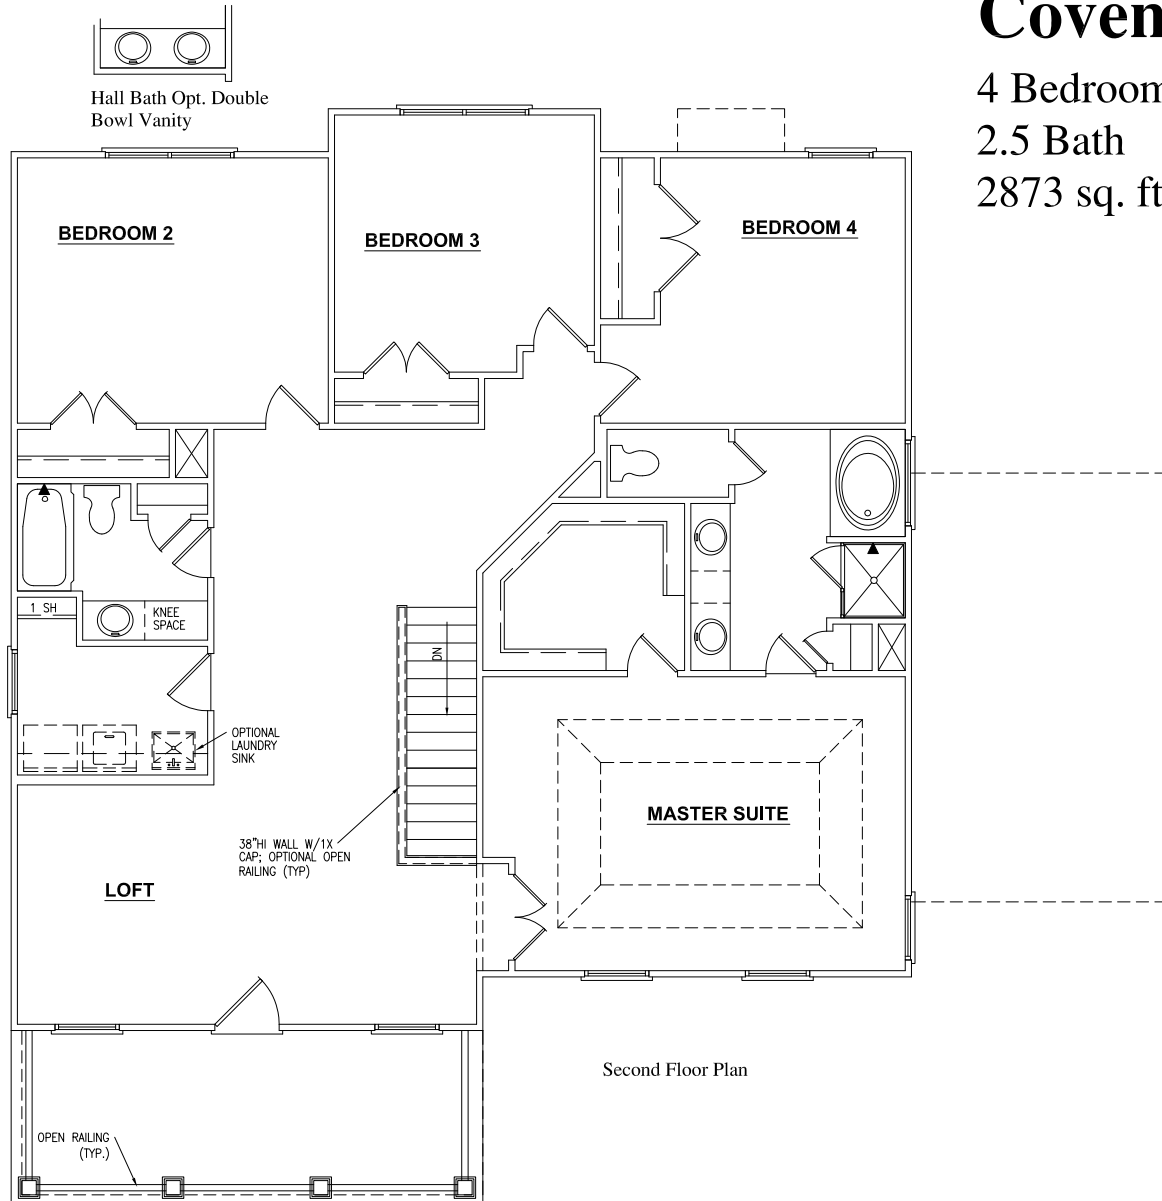 Coven
4 Bedroom
2.5 Bath
2873 sq. ft
Hall Bath Opt. Double
Bowl Vanity
BEDROOM 2
BEDROOM 3
BEDROOM 4
1 SH
KNEE
SPACE
DN
OPTIONAL
LAUNDRY
SINK
MASTER SUITE
38"HI WALL W/1X
CAP; OPTIONAL OPEN
RAILING (TYP)
LOFT
Second Floor Plan
OPEN RAILING
(TYP.)